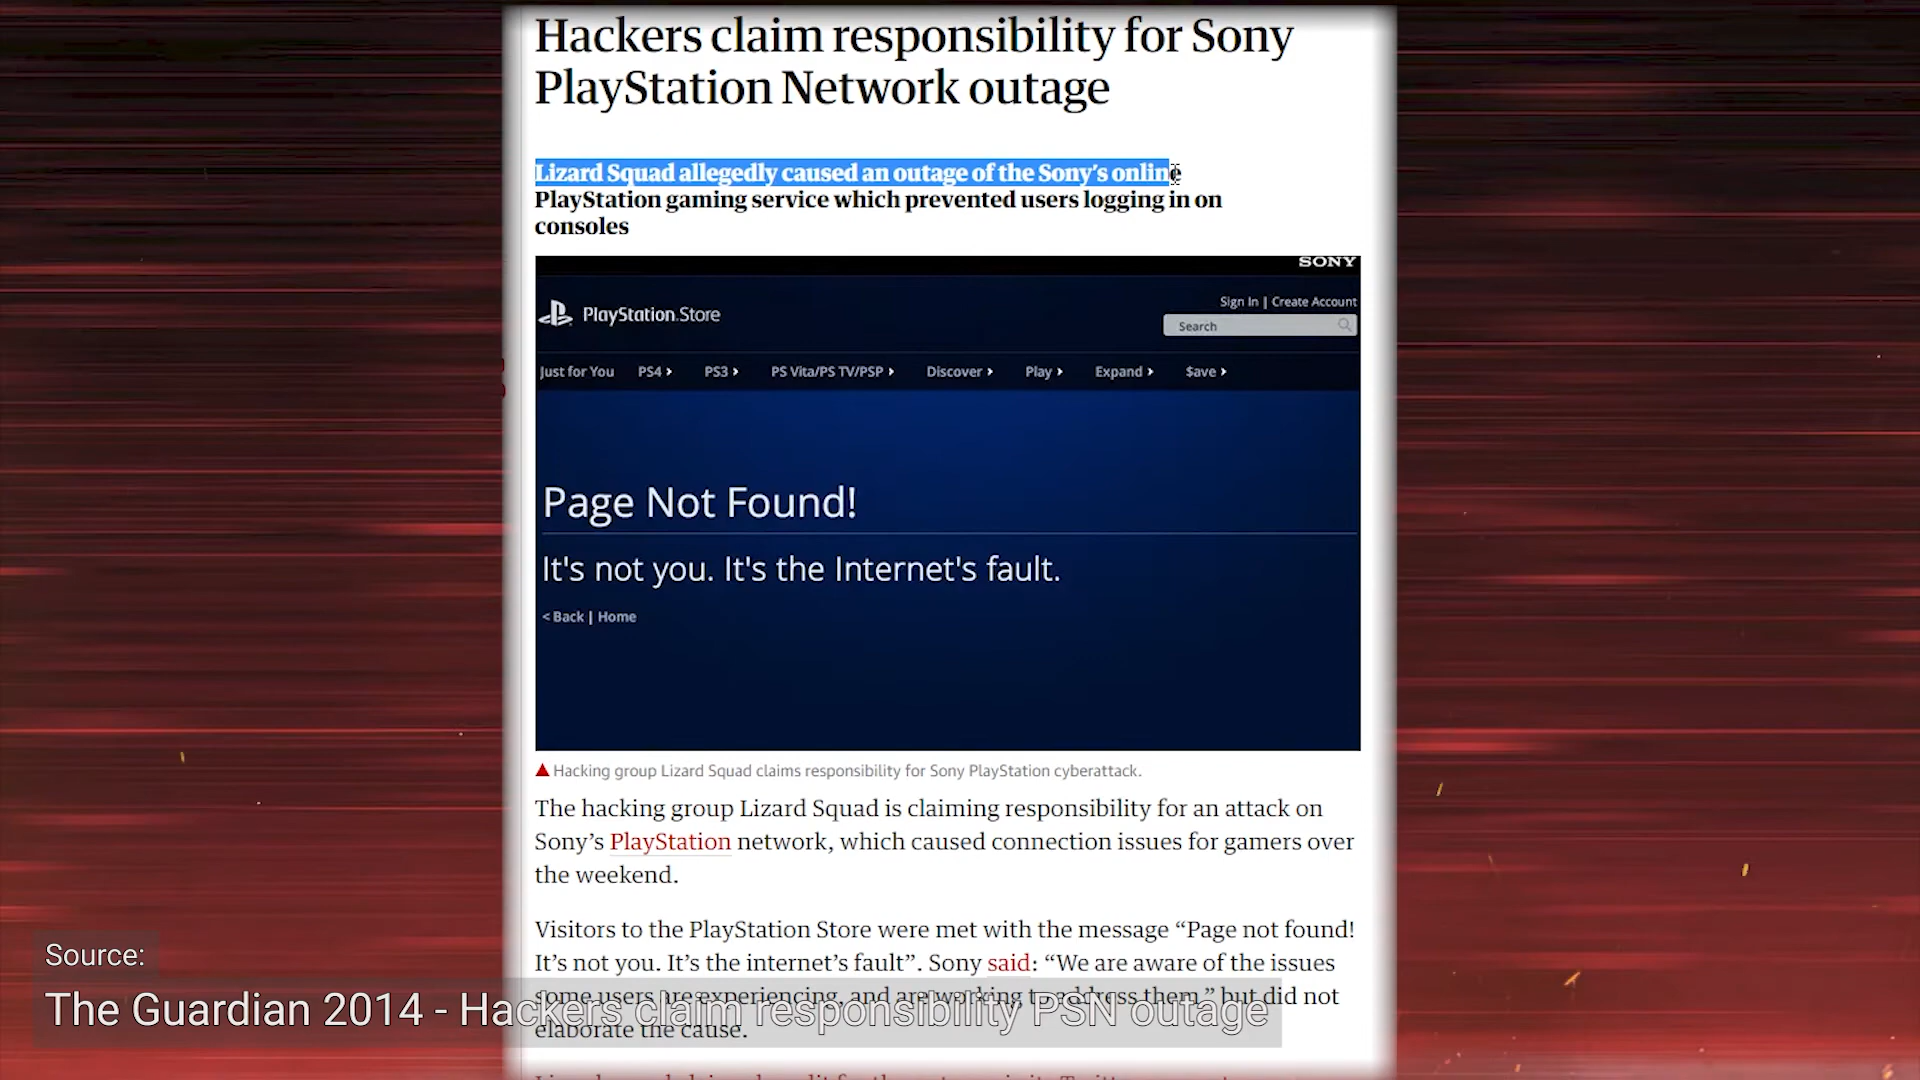 Hackers claim responsibility for Sony
PlayStation Network outage
Lizard Squad allegedly caused an outage of the Sony's online
PlayStation gaming service which prevented users logging in on
consoles
SONY
PlayStation.Store
Sign In | Create Account
Search
Just for You PS4 PS3 PS Vita/PS TV/PSP Discover Play Expand $ave
Page Not Found!
It's not you. It's the Internet's fault.
< Back | Home
Hacking group Lizard Squad claims responsibility for Sony PlayStation cyberattack.
The hacking group Lizard Squad is claiming responsibility for an attack on
Sony’s PlayStation network, which caused connection issues for gamers over
the weekend.
Visitors to the PlayStation Store were met with the message “Page not found!
It’s not you. It’s the internet’s fault”. Sony said: “We are aware of the issues
some users are experiencing, and are working to address them,” but did not
elaborate the cause.
Source:
The Guardian 2014 - Hackers claim responsibility PSN outage